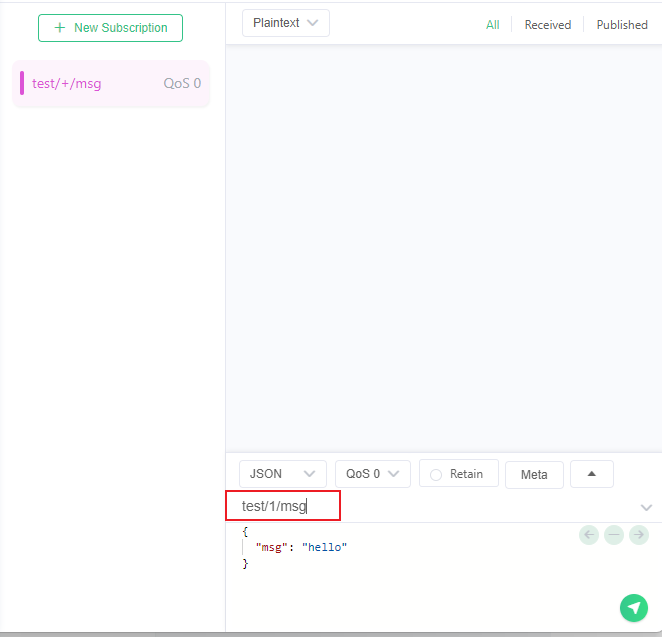 New Subscription
test/+/msg QoS 0
Plaintext All Received Published
JSON QoS 0 Retain Meta
test/1/msg
{
"msg": "hello"
}